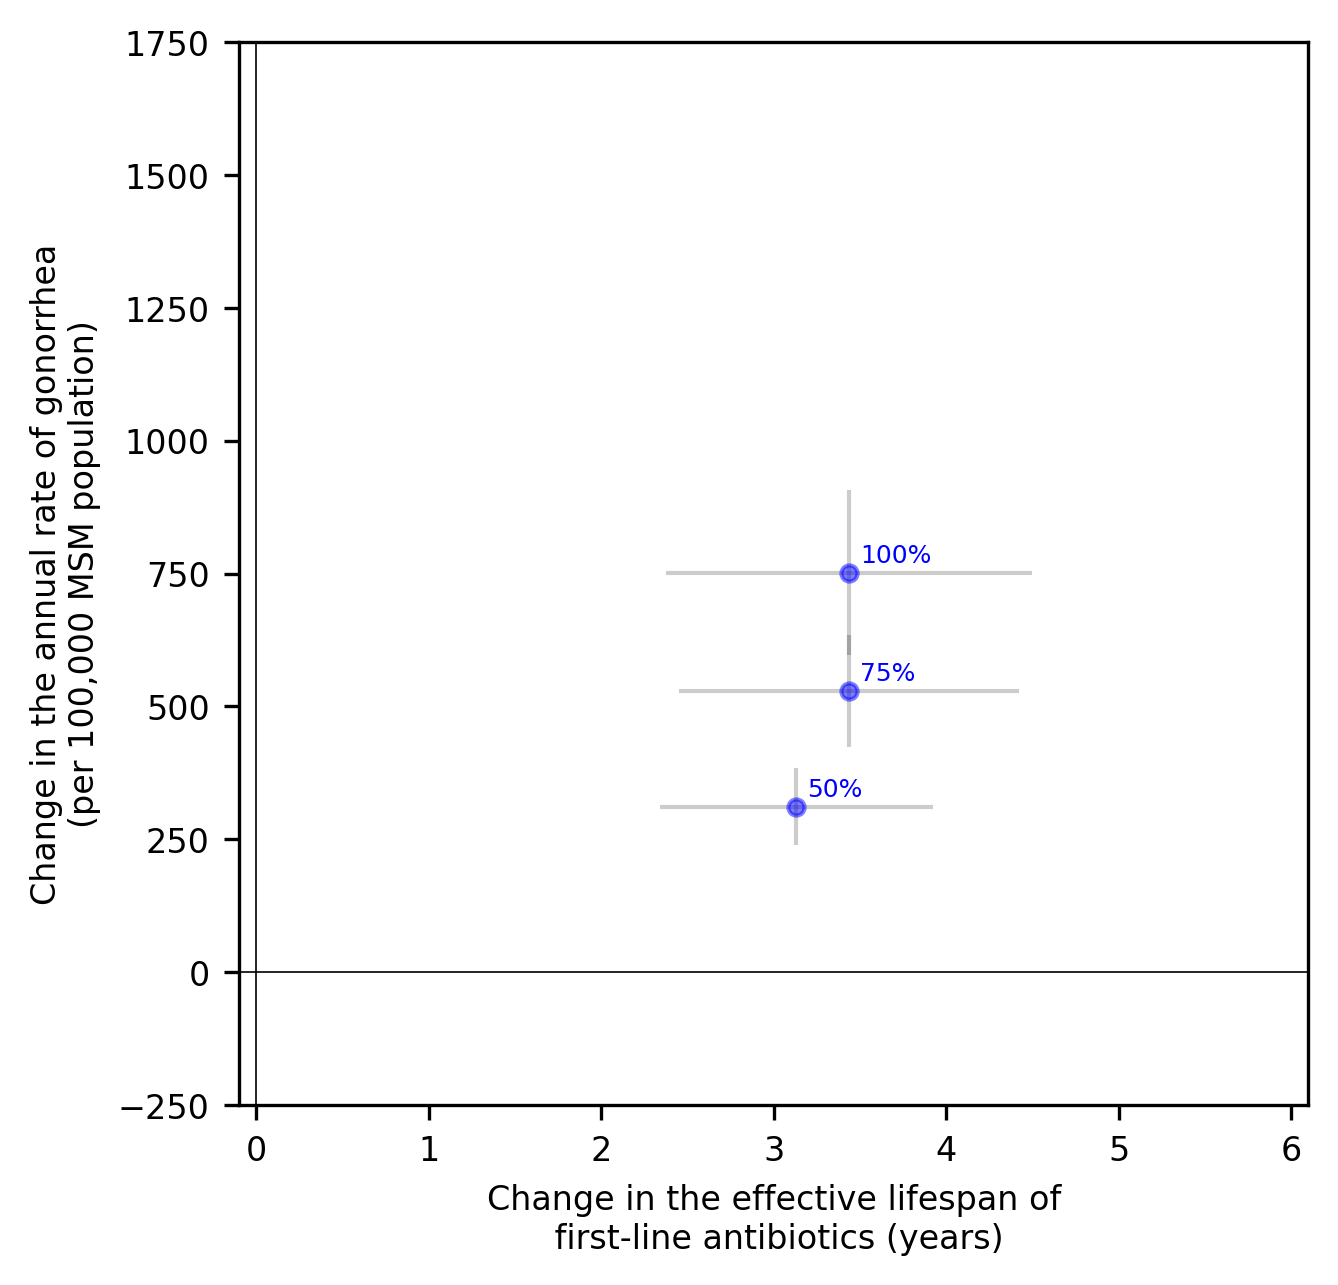 Change in the annual rate of gonorrhea
(per 100,000 MSM population)
1750
1500
1250
1000
750
500
250
0
−250
100%
75%
50%
0 1 2 3 4 5 6
Change in the effective lifespan of
first-line antibiotics (years)